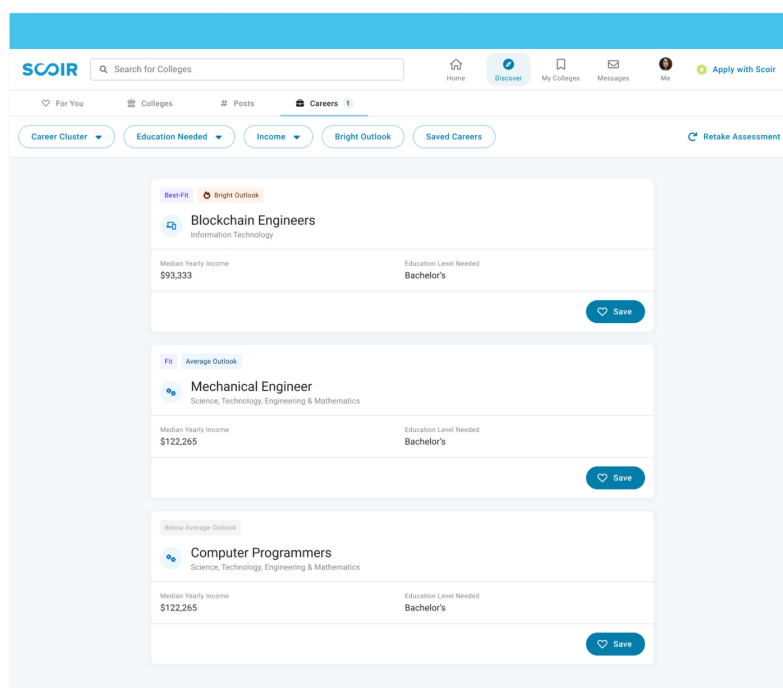 SCOIR
Search for Colleges
Home
Discover
My Colleges
Messages
Me
Apply with Scoir
For You
Colleges
# Posts
Careers 1
Career Cluster
Education Needed
Income
Bright Outlook
Saved Careers
Retake Assessment
Best-Fit
Bright Outlook
Blockchain Engineers
Information Technology
Median Yearly Income
Education Level Needed
$93,333
Bachelor's
Save
Fit
Average Outlook
Mechanical Engineer
Science, Technology, Engineering & Mathematics
Median Yearly Income
Education Level Needed
$122,265
Bachelor's
Save
Below Average Outlook
Computer Programmers
Science, Technology, Engineering & Mathematics
Median Yearly Income
Education Level Needed
$122,265
Bachelor's
Save